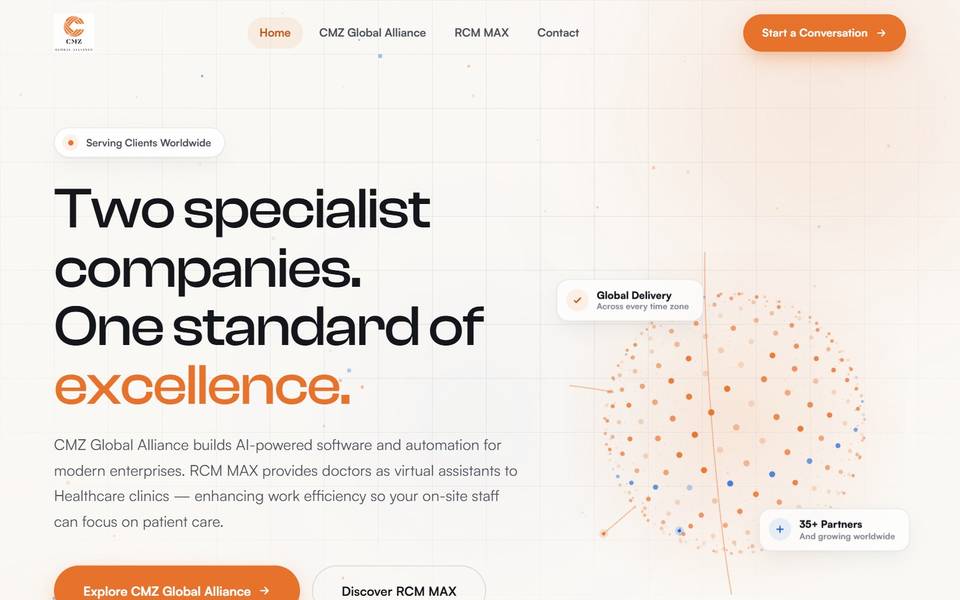 CMZ
GLOBAL ALLIANCE
Home
CMZ Global Alliance
RCM MAX
Contact
Start a Conversation →
Serving Clients Worldwide
Two specialist
companies.
One standard of
excellence.
CMZ Global Alliance builds AI-powered software and automation for
modern enterprises. RCM MAX provides doctors as virtual assistants to
Healthcare clinics — enhancing work efficiency so your on-site staff
can focus on patient care.
Explore CMZ Global Alliance →
Discover RCM MAX
Global Delivery
Across every time zone
35+ Partners
And growing worldwide